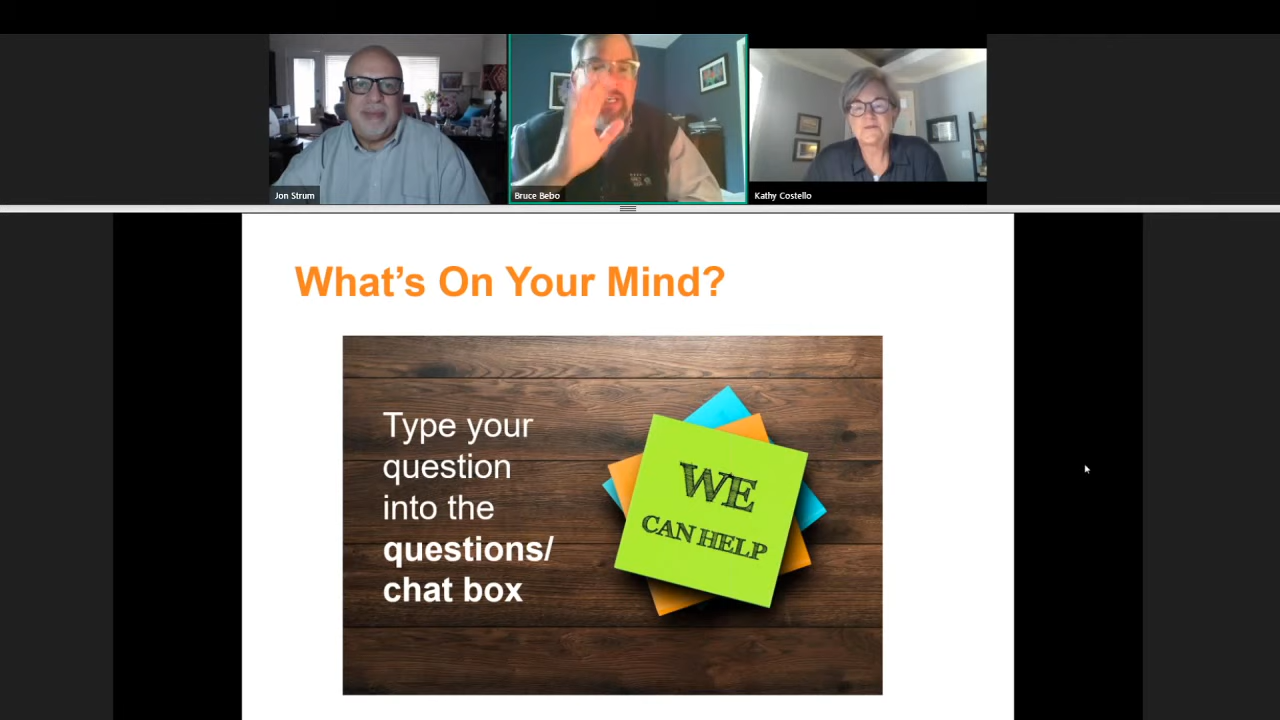 Jon Strum
Bruce Bebo
Kathy Costello
What's On Your Mind?
Type your
question
into the
questions/
chat box
WE
CAN HELP